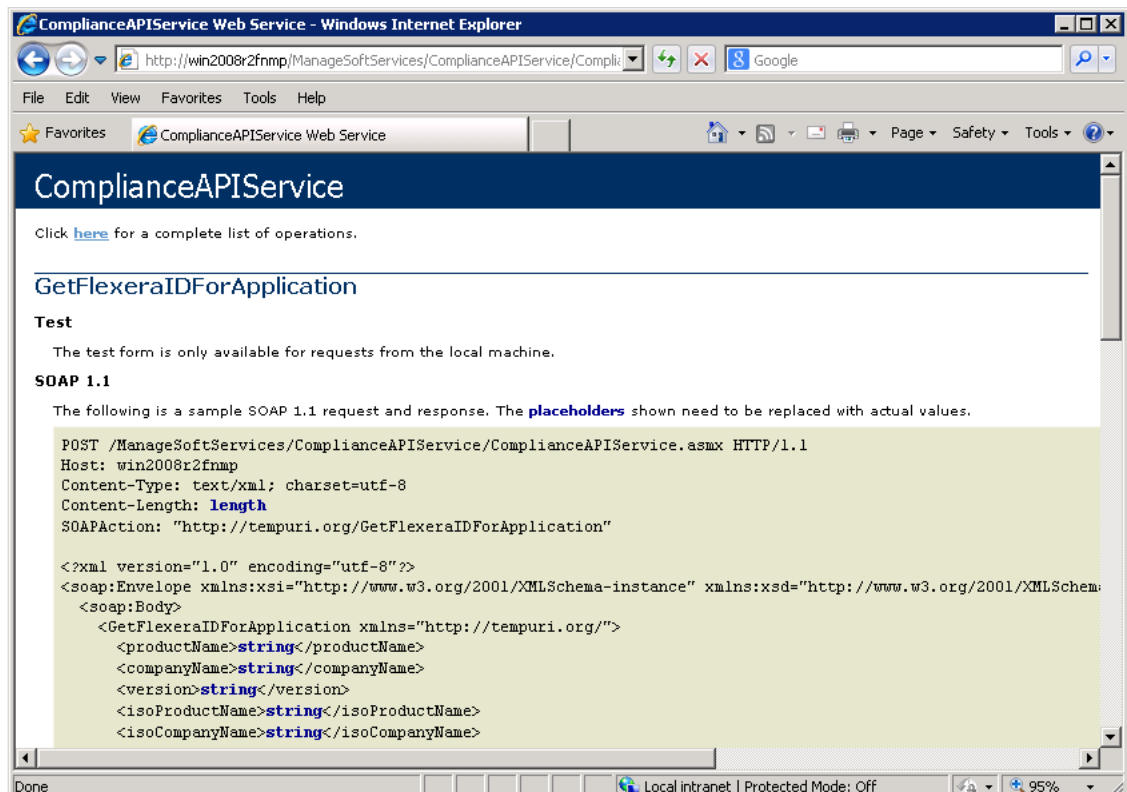 ComplianceAPIService Web Service - Windows Internet Explorer
http://win2008r2fnmp/ManageSoftServices/ComplianceAPIService/Compli
Google
File Edit View Favorites Tools Help
Favorites ComplianceAPIService Web Service Page Safety Tools
ComplianceAPIService
Click here for a complete list of operations.
GetFlexeraIDForApplication
Test
The test form is only available for requests from the local machine.
SOAP 1.1
The following is a sample SOAP 1.1 request and response. The placeholders shown need to be replaced with actual values.
POST /ManageSoftServices/ComplianceAPIService/ComplianceAPIService.asmx HTTP/1.1
Host: win2008r2fnmp
Content-Type: text/xml; charset=utf-8
Content-Length: length
SOAPAction: "http://tempuri.org/GetFlexeraIDForApplication"
<?xml version="1.0" encoding="utf-8"?>
<soap:Envelope xmlns:xsi="http://www.w3.org/2001/XMLSchema-instance" xmlns:xsd="http://www.w3.org/2001/XMLSchem
<soap:Body>
<GetFlexeraIDForApplication xmlns="http://tempuri.org/">
<productName>string</productName>
<companyName>string</companyName>
<version>string</version>
<isoProductName>string</isoProductName>
<isoCompanyName>string</isoCompanyName>
Done Local intranet | Protected Mode: Off 95%